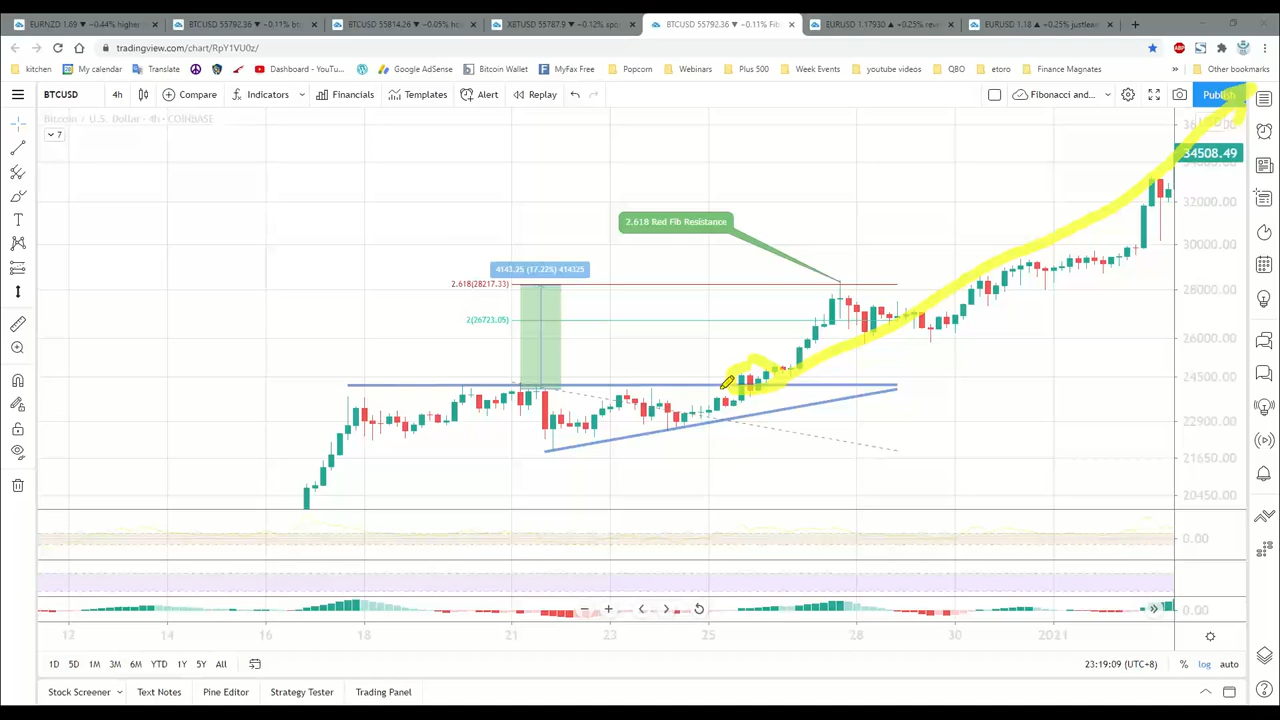 EURNZD 1.69 ▼ −0.44% higher
BTCUSD 55792.36 ▼ −0.11% b
BTCUSD 55814.26 ▼ −0.05% h
XBTUSD 55787.9 ▼ −0.12% sp
BTCUSD 55792.36 ▼ −0.11% Fib
EURUSD 1.17930 ▲ +0.25% re
EURUSD 1.18 ▲ +0.25% justlear
tradingview.com/chart/RpY1VU0z/
kitchen
My calendar
Translate
Dashboard - YouTu...
Google AdSense
Bitcoin Wallet
MyFax Free
Popcorn
Webinars
Plus 500
Week Events
youtube videos
QBO
etoro
Finance Magnates
»
Other bookmarks
BTCUSD 4h Compare Indicators Financials Templates Alert Replay Fibonacci and... Publish
Bitcoin / U.S. Dollar · 4h · COINBASE
7
34508.49
32000.00
2.618 Red Fib Resistance
30000.00
4143.25 (17.22%) 414325
2.618(28217.33)
28000.00
2(26723.05)
26000.00
24500.00
22900.00
21650.00
20450.00
0.00
0.00
12 14 16 18 21 23 25 28 30 2021
1D 5D 1M 3M 6M YTD 1Y 5Y All
23:19:09 (UTC+8) % log auto
Stock Screener Text Notes Pine Editor Strategy Tester Trading Panel